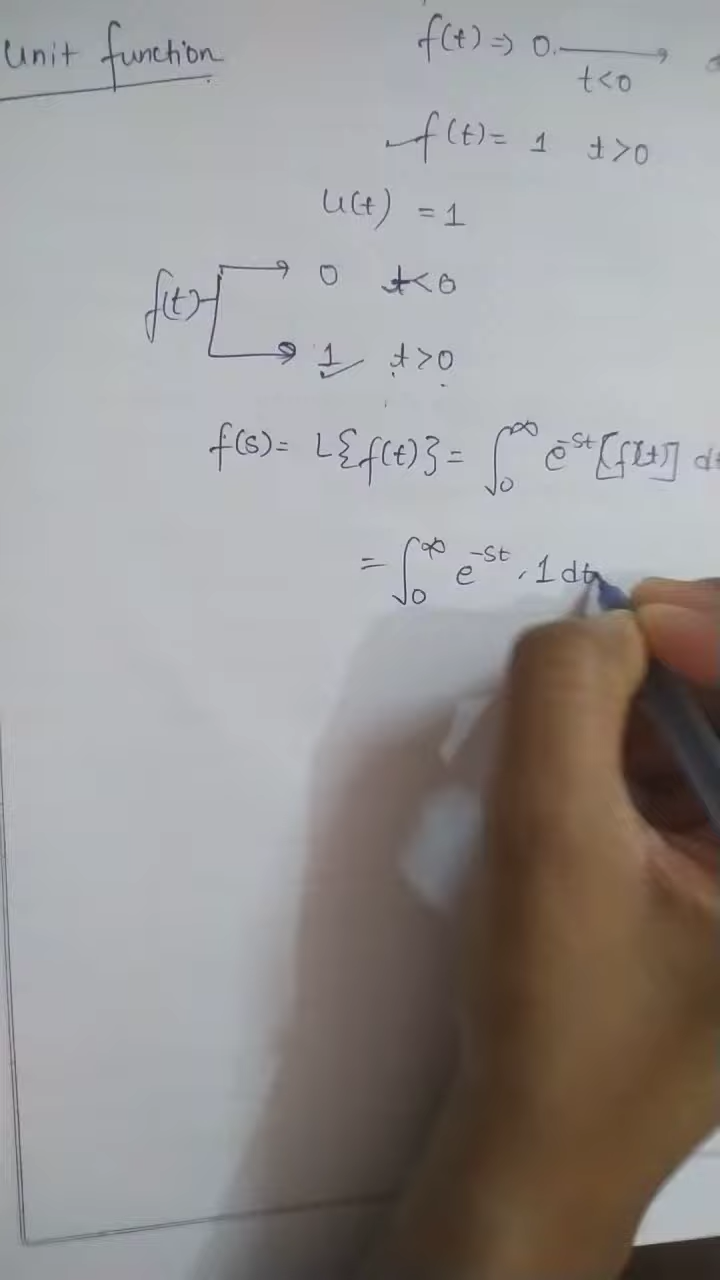 Unit function
f(t) ⇒ 0 ⟶ t<0
f(t) = 1 t>0
u(t) = 1
f(t) → 0 t<0
→ 1 t>0
f(s) = L{f(t)} = ∫₀^∞ e^-st [f(t)] dt
= ∫₀^∞ e^-st . 1 dt